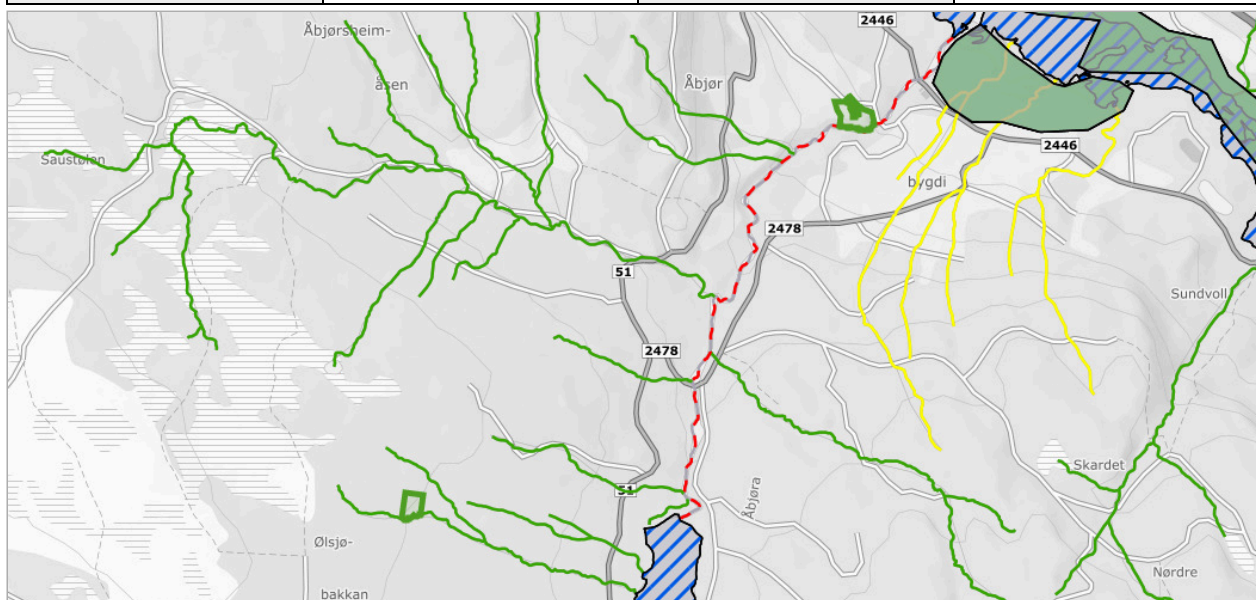 2446
Åbjørsheim-
åsen
Åbjør
2446
Saustølen
bygdi
2478
51
Sundvoll
2478
Skardet
51
Åbjøra
Ølsjø-
Nørdre
bakkan